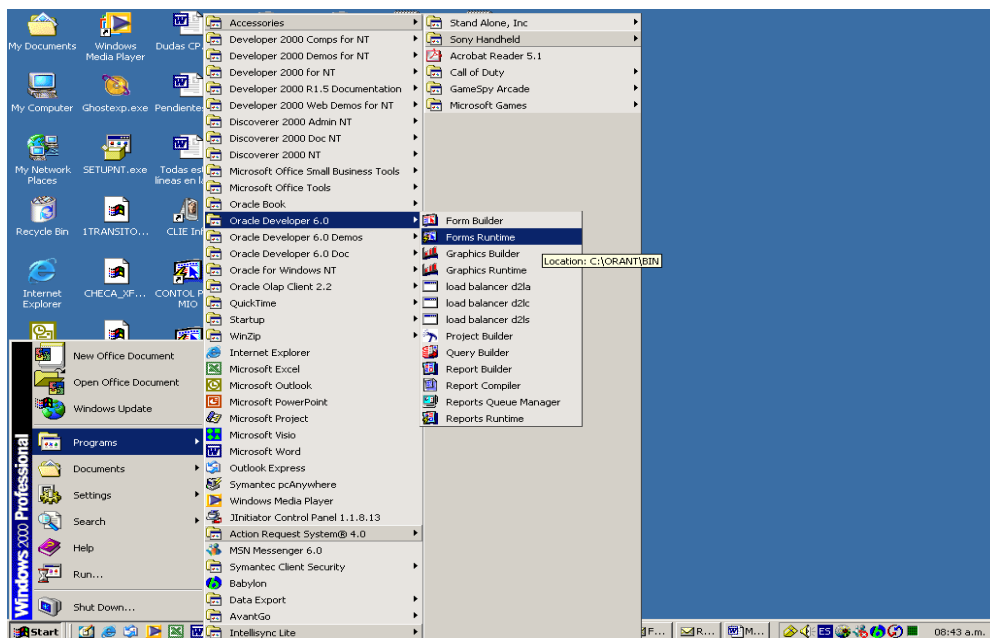 My Documents
Windows
Media Player
Dudas CP
My Computer
Ghostexp.exe
Pendiente
My Network
Places
SETUPNT.exe
Todas es
líneas en l
Recycle Bin
1TRANSITO...
CLIE In
Internet
Explorer
CHECA_XF...
CONTOL P
MIO
New Office Document
Open Office Document
Windows Update
Programs
Documents
Settings
Search
Help
Run...
Shut Down...
Windows 2000 Professional
Accessories
Developer 2000 Comps for NT
Developer 2000 Demos for NT
Developer 2000 for NT
Developer 2000 R1.5 Documentation
Developer 2000 Web Demos for NT
Discoverer 2000 Admin NT
Discoverer 2000 Doc NT
Discoverer 2000 NT
Microsoft Office Small Business Tools
Microsoft Office Tools
Oracle Book
Oracle Developer 6.0
Oracle Developer 6.0 Demos
Oracle Developer 6.0 Doc
Oracle for Windows NT
Oracle Olap Client 2.2
QuickTime
Startup
WinZip
Internet Explorer
Microsoft Excel
Microsoft Outlook
Microsoft PowerPoint
Microsoft Project
Microsoft Visio
Microsoft Word
Outlook Express
Symantec pcAnywhere
Windows Media Player
JInitiator Control Panel 1.1.8.13
Action Request System® 4.0
MSN Messenger 6.0
Symantec Client Security
Babylon
Data Export
AvantGo
Intellisync Lite
Stand Alone, Inc
Sony Handheld
Acrobat Reader 5.1
Call of Duty
GameSpy Arcade
Microsoft Games
Form Builder
Forms Runtime
Graphics Builder
Graphics Runtime
load balancer d2la
load balancer d2lc
load balancer d2ls
Project Builder
Query Builder
Report Builder
Report Compiler
Reports Queue Manager
Reports Runtime
Location: C:\ORANT\BIN
Start
F...
R...
M...
ES
08:43 a.m.